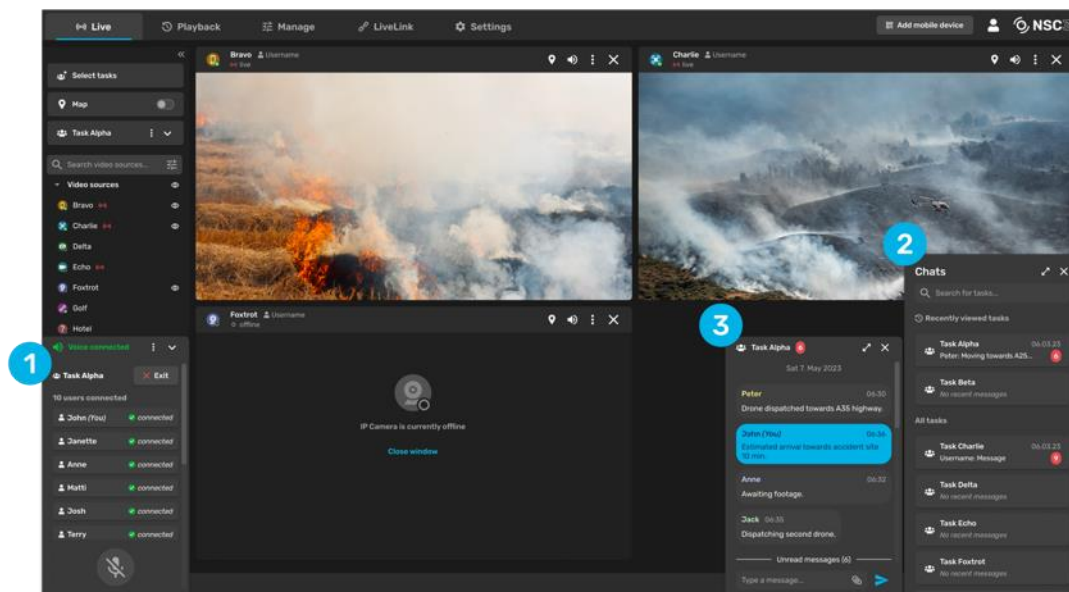 Live
Playback
Manage
LiveLink
Settings
Add mobile device
NSC3
Select tasks
Map
Task Alpha
Search video sources...
Video sources
Bravo
Charlie
Delta
Echo
Foxtrot
Golf
Hotel
1
Voice connected
Task Alpha
Exit
10 users connected
John (You) connected
Janette connected
Anne connected
Matti connected
Josh connected
Terry connected
Bravo Username
live
Charlie Username
live
Foxtrot Username
offline
IP Camera is currently offline
Close window
3
Task Alpha 6
Sat 7. May 2023
Peter 06:30
Drone dispatched towards A35 highway.
John (You) 06:36
Estimated arrival towards accident site
10 min.
Anne 06:32
Awaiting footage.
Jack 06:35
Dispatching second drone.
Unread messages (6)
Type a message...
2
Chats
Search for tasks...
Recently viewed tasks
Task Alpha 06.03.23
Peter: Moving towards A25... 6
Task Beta
No recent messages
All tasks
Task Charlie 06.03.23
Username: Message 9
Task Delta
No recent messages
Task Echo
No recent messages
Task Foxtrot
No recent messages